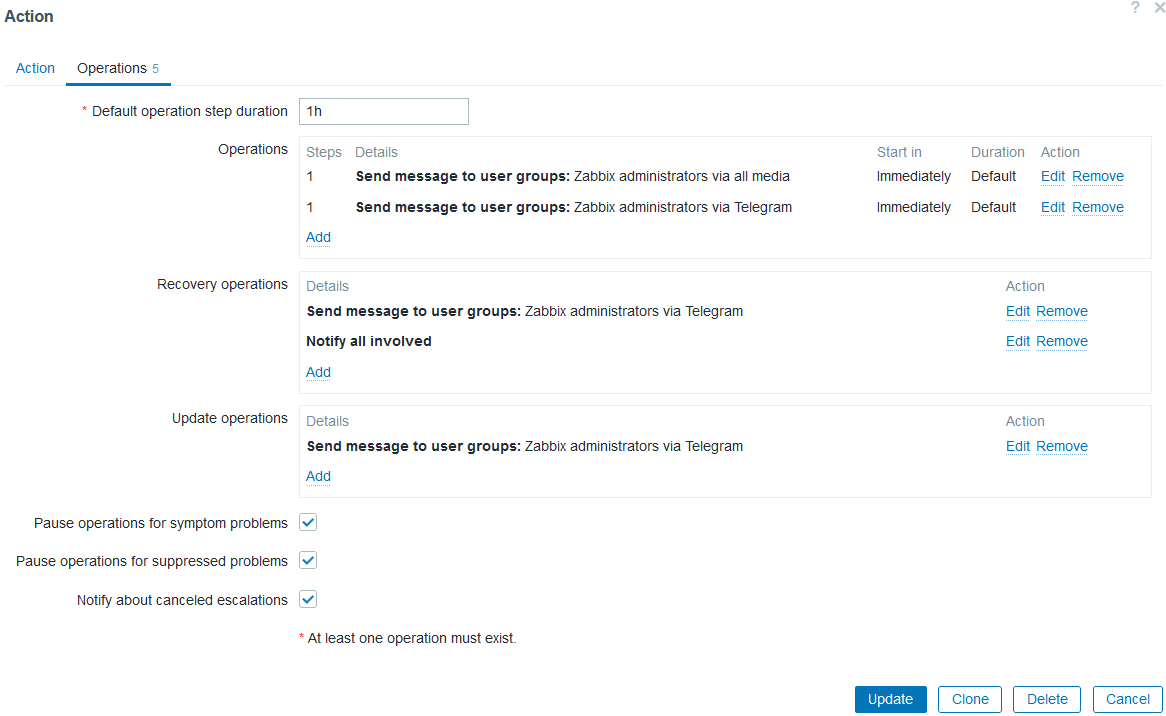 Action
? ×
Action Operations 5
* Default operation step duration 1h
Operations Steps Details Start in Duration Action
1 Send message to user groups: Zabbix administrators via all media Immediately Default Edit Remove
1 Send message to user groups: Zabbix administrators via Telegram Immediately Default Edit Remove
Add
Recovery operations Details Action
Send message to user groups: Zabbix administrators via Telegram Edit Remove
Notify all involved Edit Remove
Add
Update operations Details Action
Send message to user groups: Zabbix administrators via Telegram Edit Remove
Add
Pause operations for symptom problems
Pause operations for suppressed problems
Notify about canceled escalations
* At least one operation must exist.
Update Clone Delete Cancel